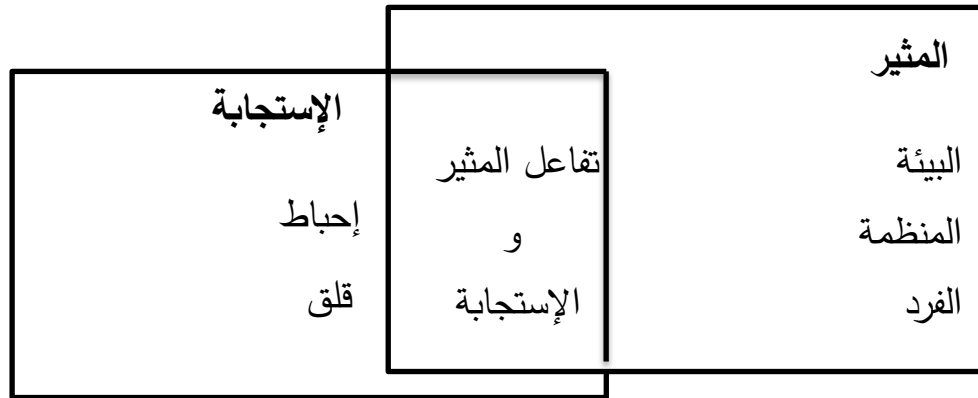 المثير
البيئة
المنظمة
الفرد
تفاعل المثير
و
الإستجابة
الإستجابة
إحباط
قلق